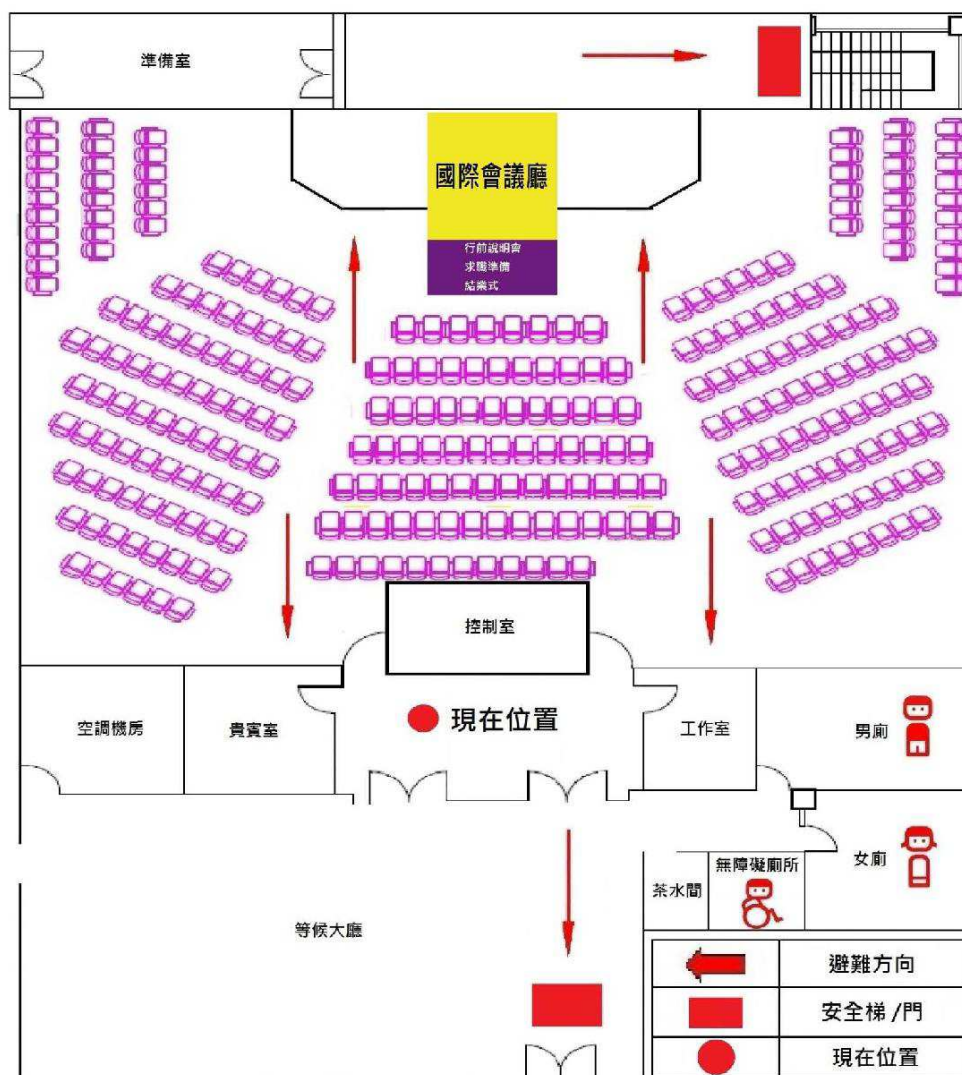 準備室
國際會議廳
行前說明會
求職準備
結業式
控制室
空調機房
貴賓室
現在位置
工作室
男廁
女廁
無障礙廁所
茶水間
等候大廳
避難方向
安全梯/門
現在位置